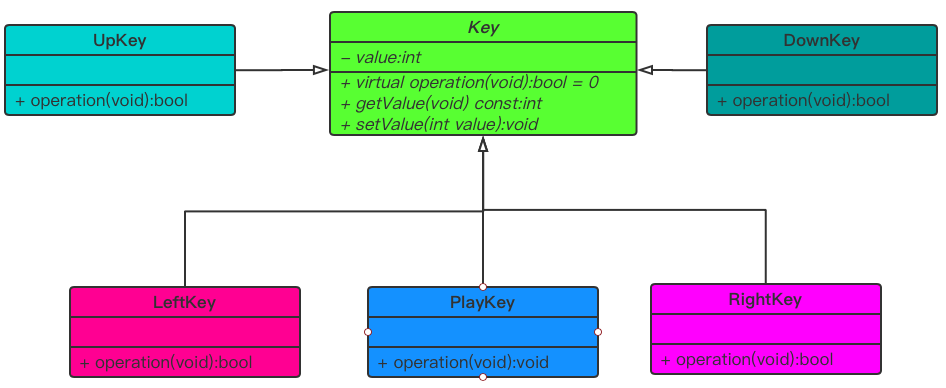 UpKey
+ operation(void):bool
Key
− value:int
+ virtual operation(void):bool = 0
+ getValue(void) const:int
+ setValue(int value):void
DownKey
+ operation(void):bool
LeftKey
+ operation(void):bool
PlayKey
+ operation(void):void
RightKey
+ operation(void):bool